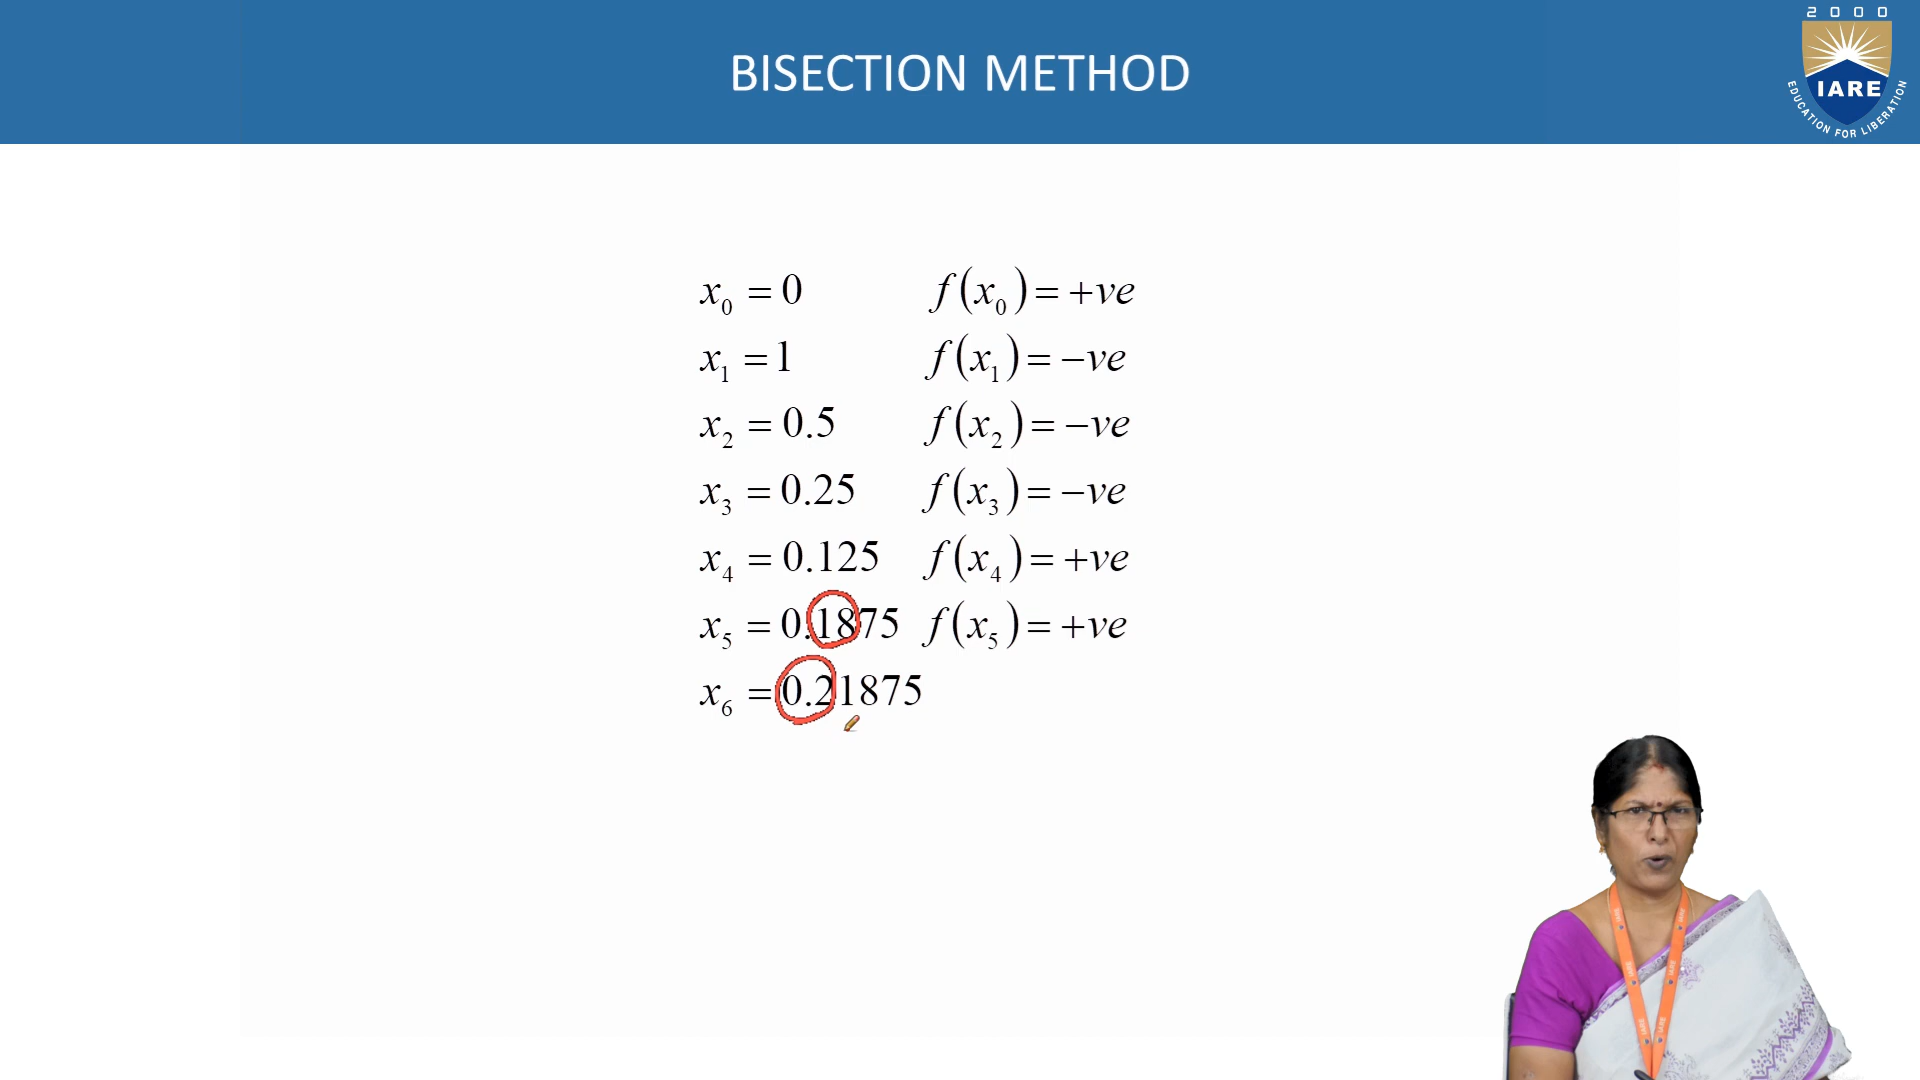 BISECTION METHOD
2000
IARE
EDUCATION FOR LIBERATION
x₀ = 0 f(x₀) = +ve
x₁ = 1 f(x₁) = −ve
x₂ = 0.5 f(x₂) = −ve
x₃ = 0.25 f(x₃) = −ve
x₄ = 0.125 f(x₄) = +ve
x₅ = 0.1875 f(x₅) = +ve
x₆ = 0.21875